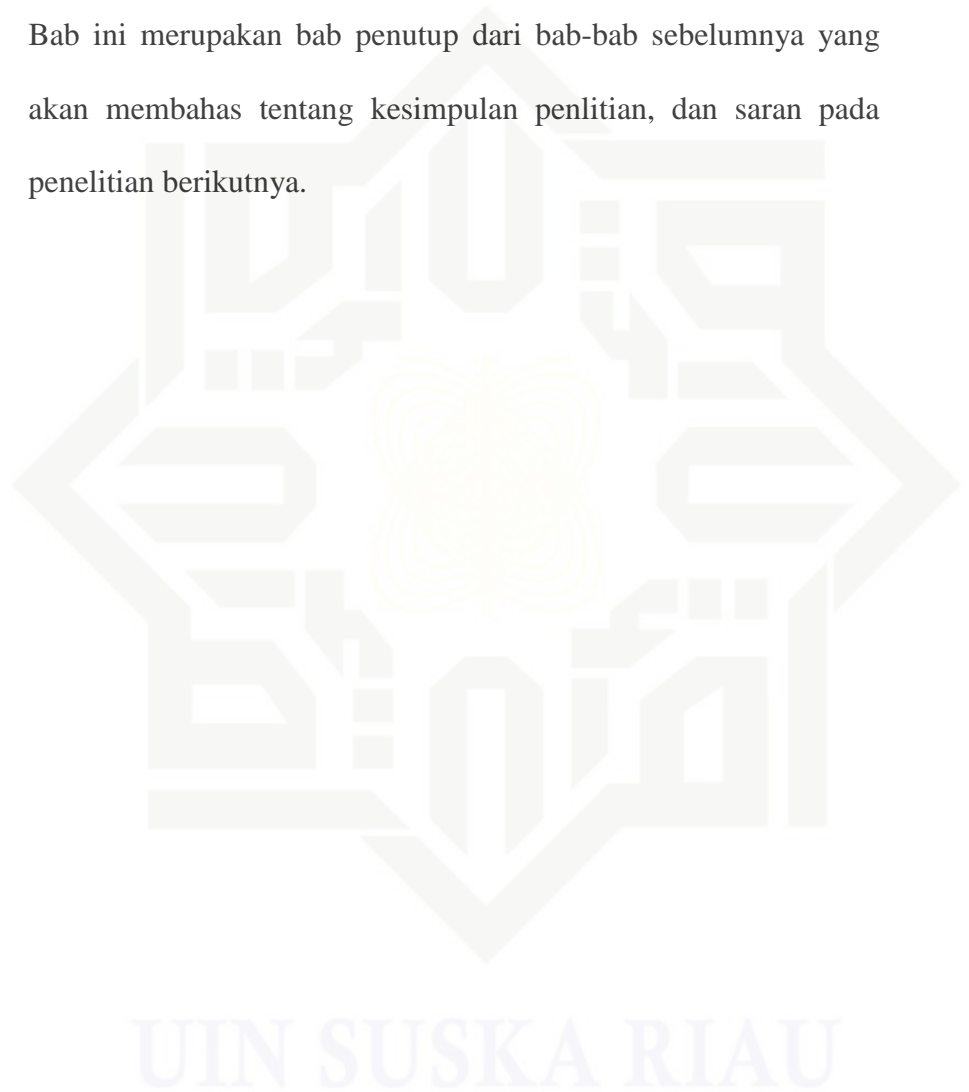 Bab ini merupakan bab penutup dari bab-bab sebelumnya yang
akan membahas tentang kesimpulan penlitian, dan saran pada
penelitian berikutnya.
UIN SUSKA RIAU